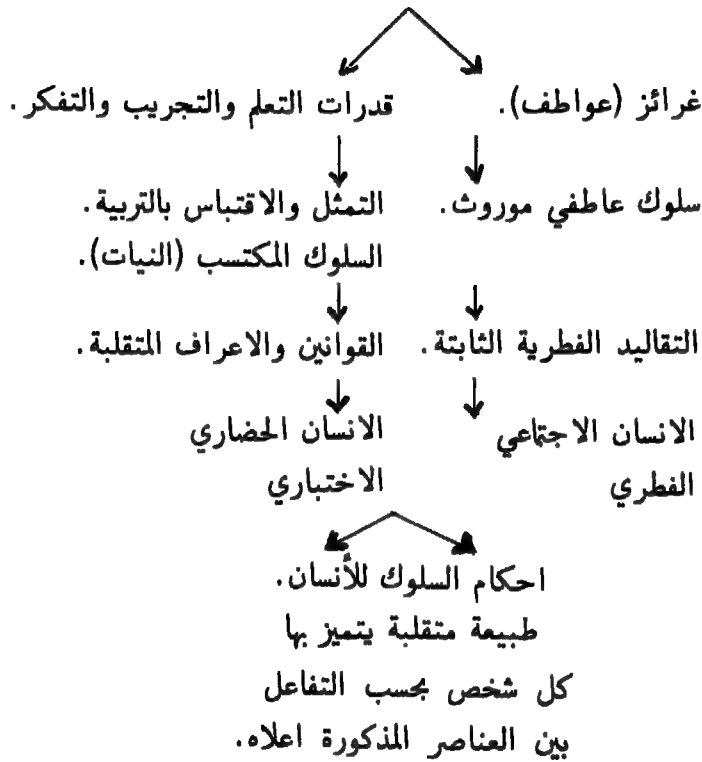 غرائز (عواطف). قدرات التعلم والتجريب والتفكر.
سلوك عاطفي موروث. التمثل والاقتباس بالتربية.
السلوك المكتسب (النيات).
التقاليد الفطرية الثابتة. القوانين والاعراف المتقلبة.
الانسان الاجتماعي الانسان الحضاري
الفطري الاختباري
احكام السلوك للأنسان.
طبيعة متقلبة يتميز بها
كل شخص بحسب التفاعل
بين العناصر المذكورة اعلاه.